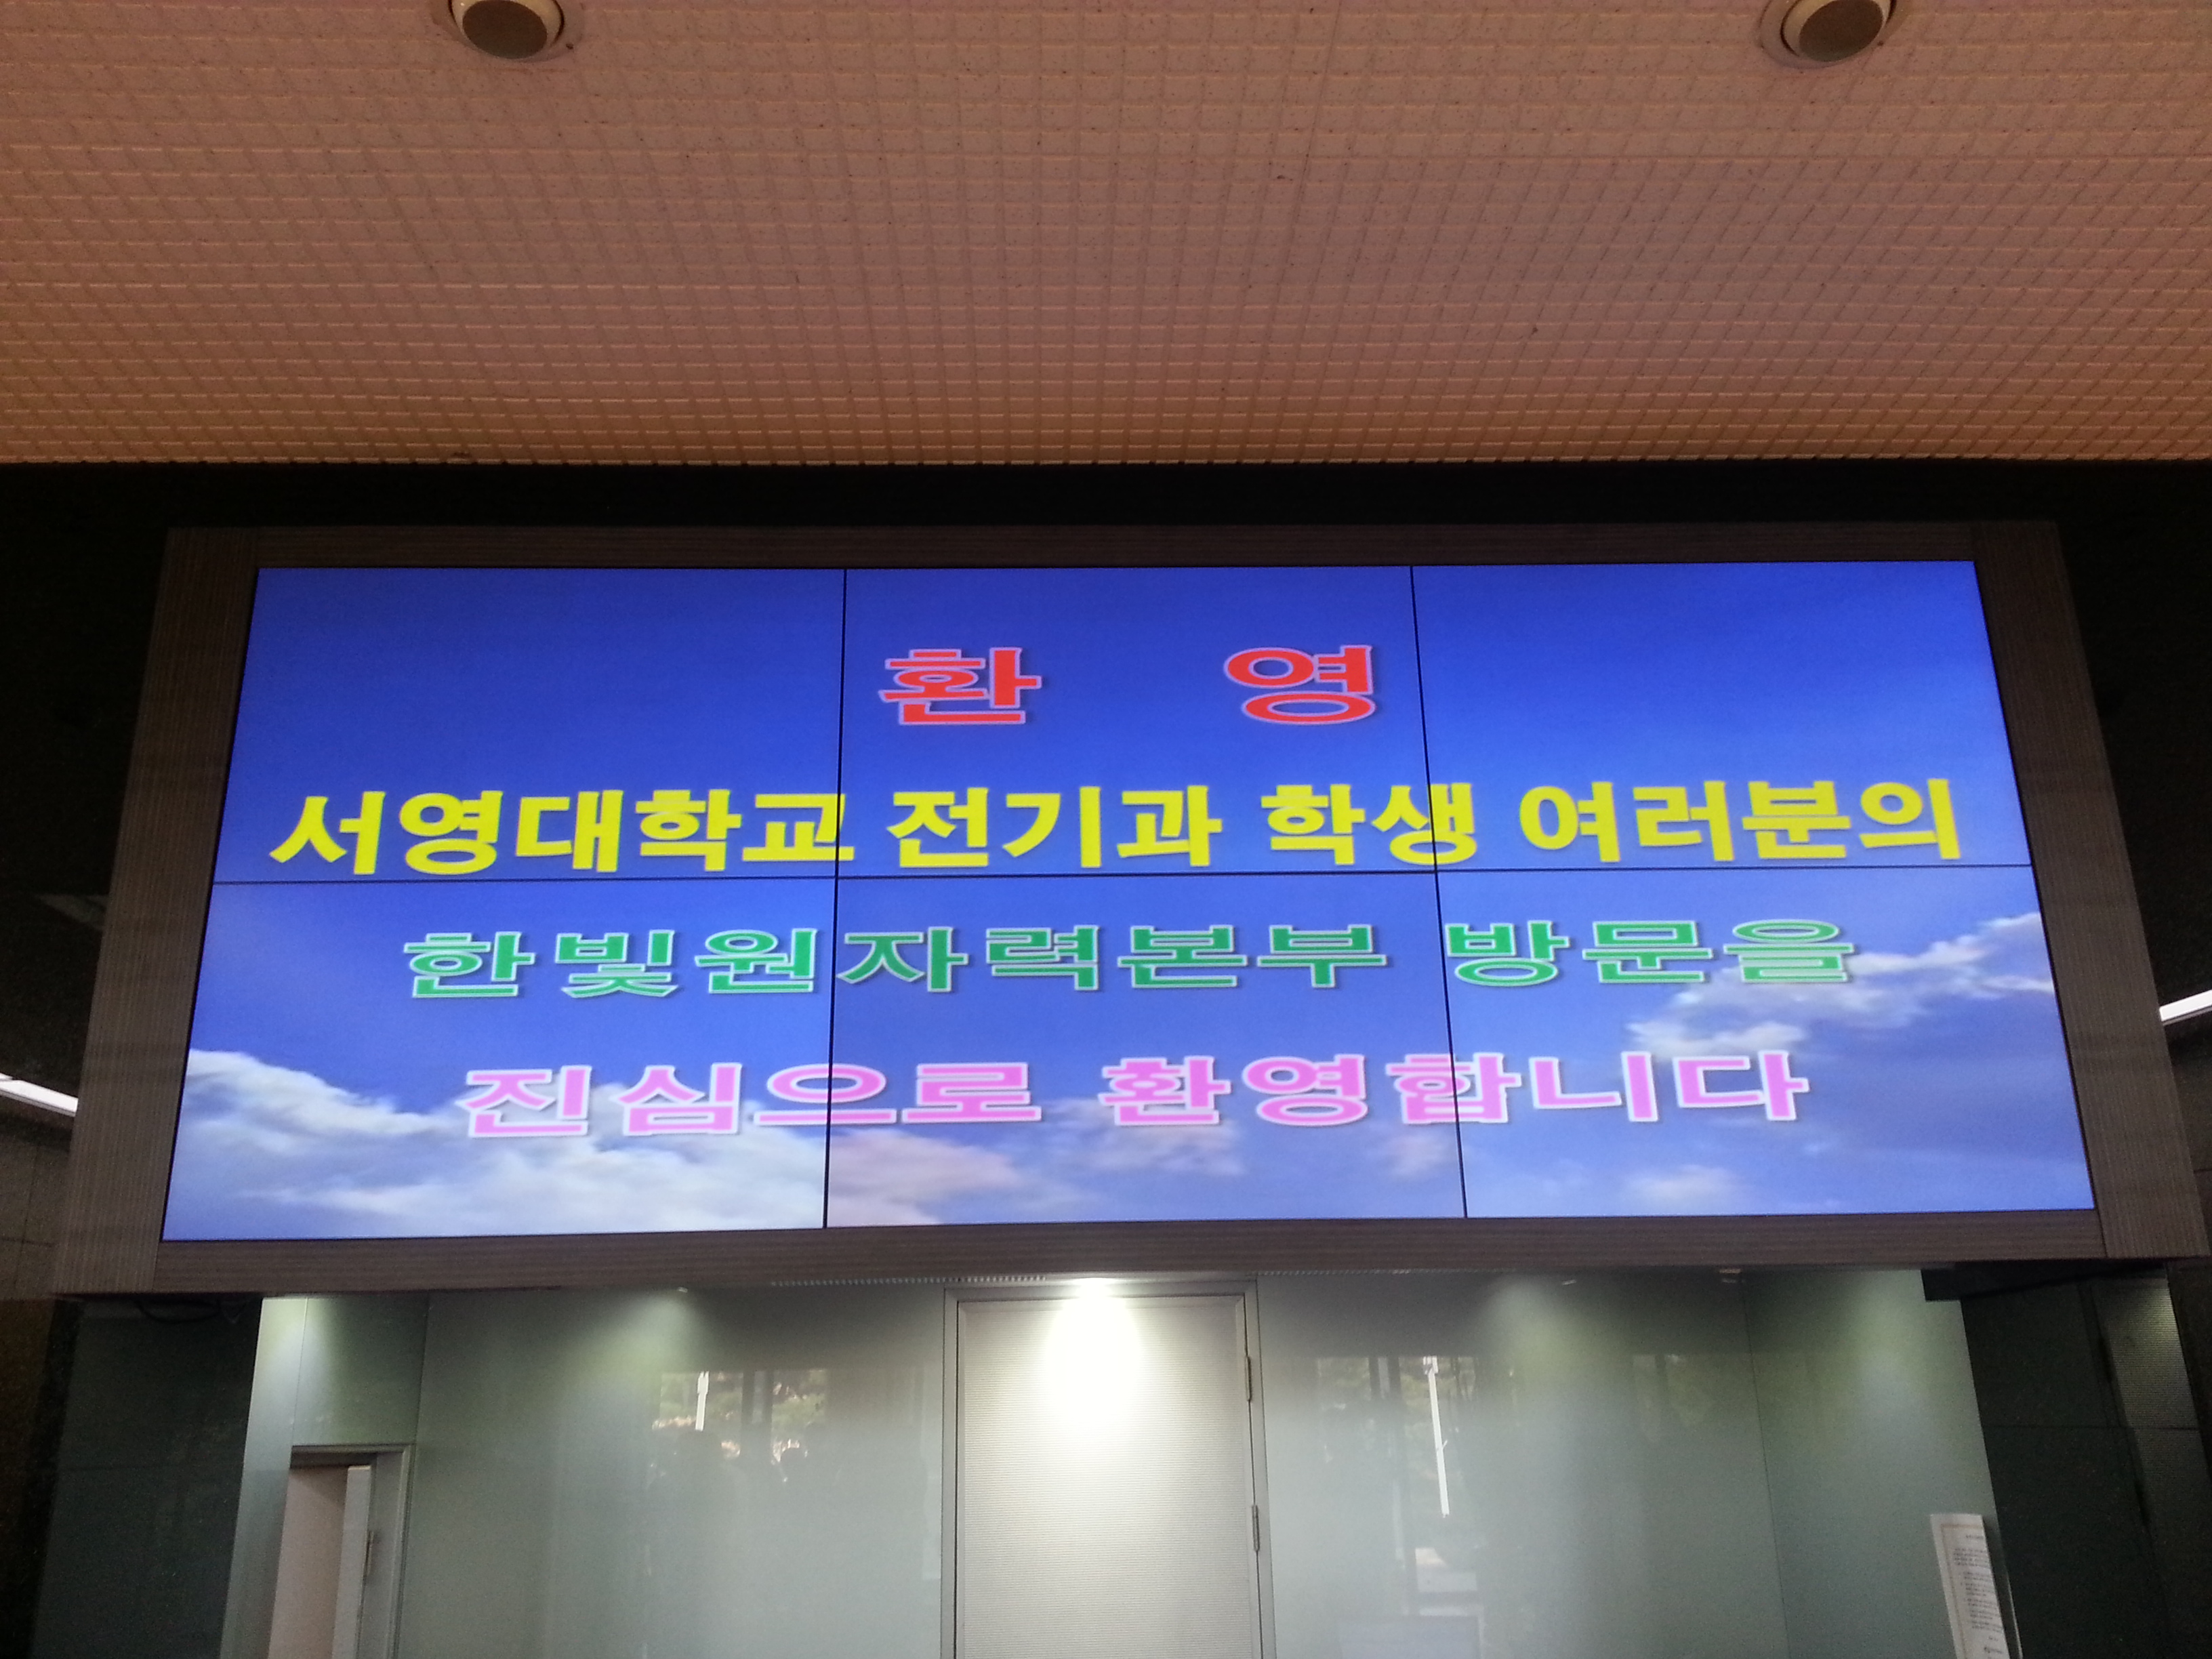 환 영
서영대학교 전기과 학생 여러분의
한빛원자력본부 방문을
진심으로 환영합니다